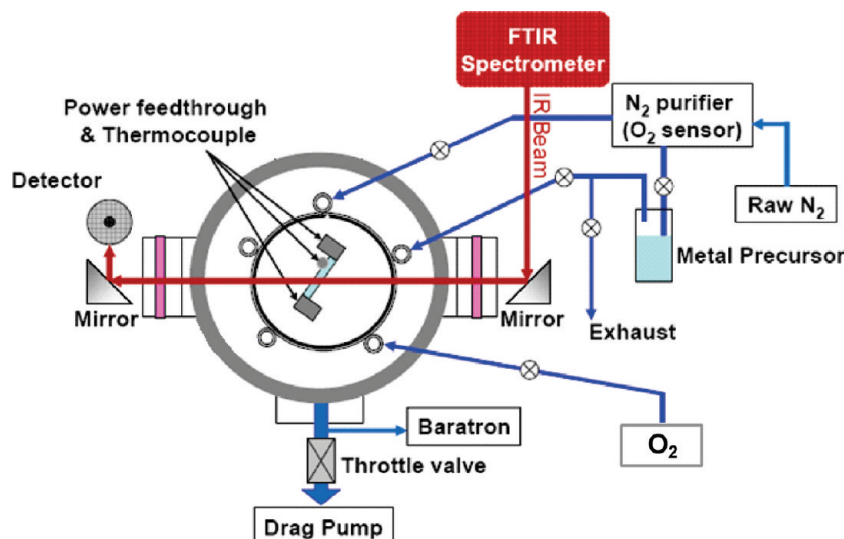 FTIR
Spectrometer
IR Beam
N₂ purifier
(O₂ sensor)
Power feedthrough
& Thermocouple
Detector
Raw N₂
Metal Precursor
Mirror
Mirror
Exhaust
Baratron
O₂
Throttle valve
Drag Pump